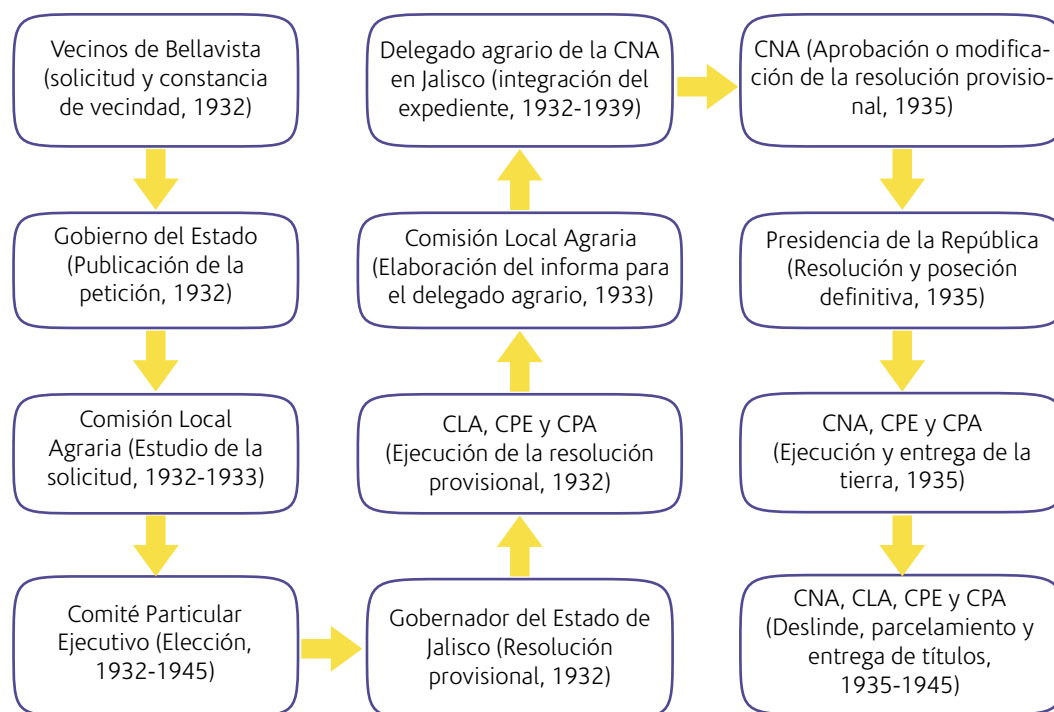 Vecinos de Bellavista
(solicitud y constancia
de vecindad, 1932)
Gobierno del Estado
(Publicación de la
petición, 1932)
Comisión Local
Agraria (Estudio de la
solicitud, 1932-1933)
Comité Particular
Ejecutivo (Elección,
1932-1945)
Gobernador del Estado de
Jalisco (Resolución
provisional, 1932)
CLA, CPE y CPA
(Ejecución de la resolución
provisional, 1932)
Comisión Local Agraria
(Elaboración del informa para
el delegado agrario, 1933)
Delegado agrario de la CNA
en Jalisco (integración del
expediente, 1932-1939)
CNA (Aprobación o modifica-
ción de la resolución provisio-
nal, 1935)
Presidencia de la República
(Resolución y poseción
definitiva, 1935)
CNA, CPE y CPA
(Ejecución y entrega de la
tierra, 1935)
CNA, CLA, CPE y CPA
(Deslinde, parcelamiento y
entrega de títulos,
1935-1945)